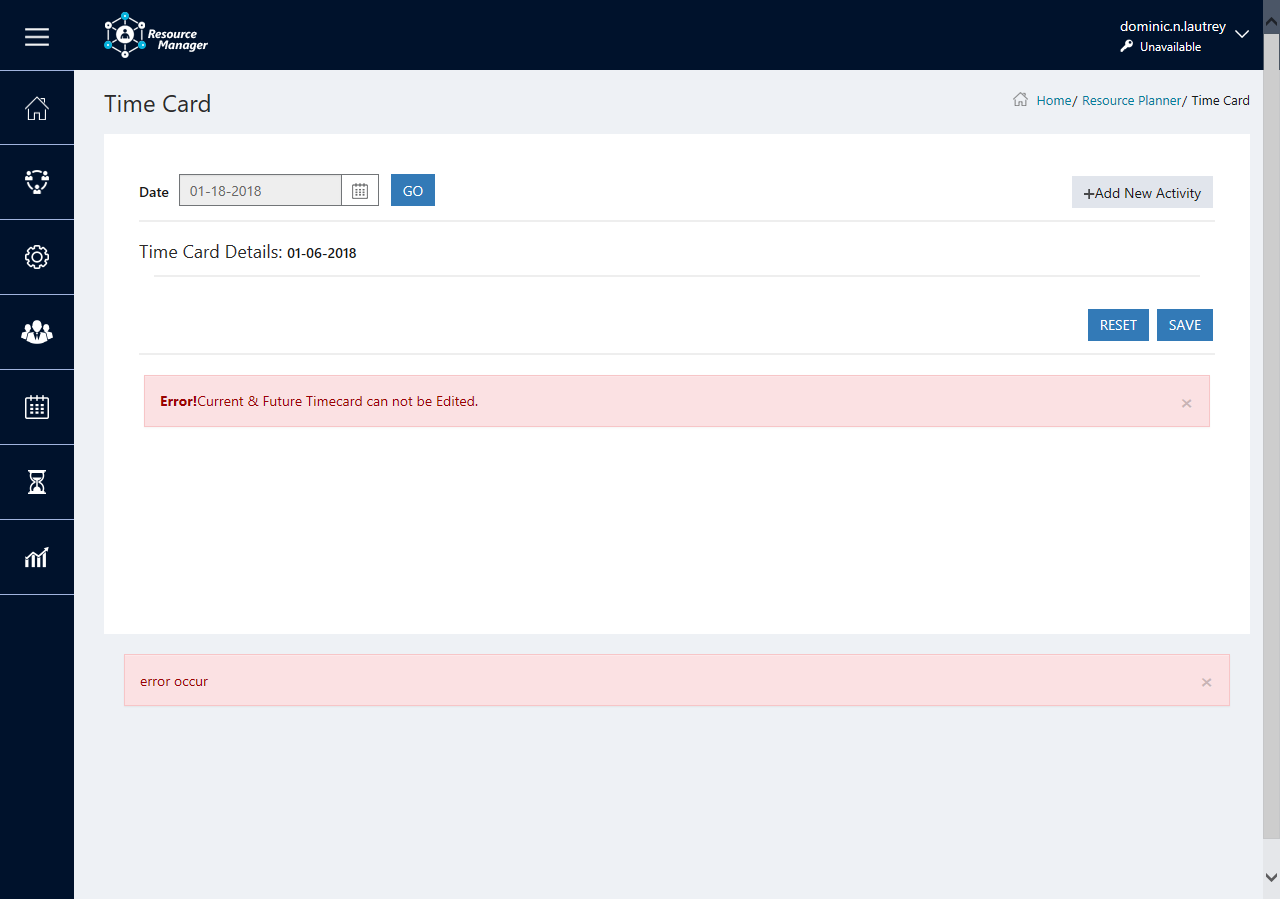 Resource
Manager
dominic.n.lautrey
Unavailable
Time Card
Home/ Resource Planner/ Time Card
Date 01-18-2018 GO
+Add New Activity
Time Card Details: 01-06-2018
RESET SAVE
Error!Current & Future Timecard can not be Edited. ×
error occur ×